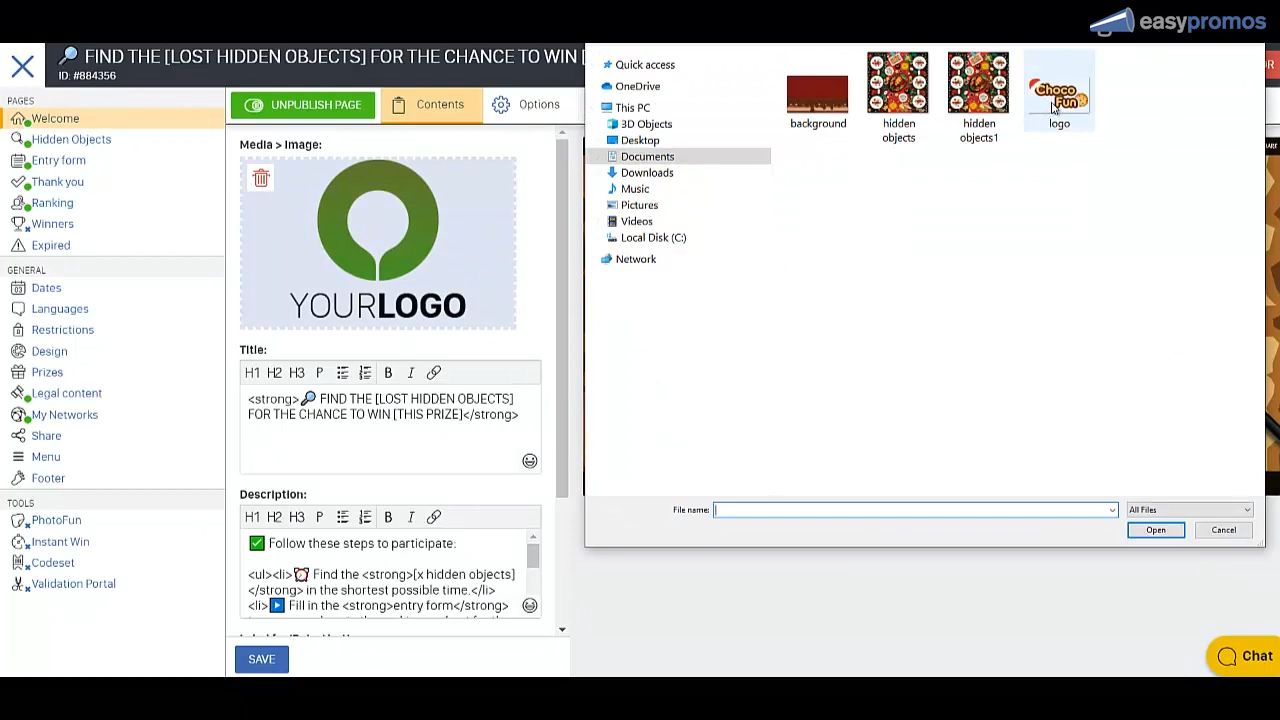 easypromos
🔎 FIND THE [LOST HIDDEN OBJECTS] FOR THE CHANCE TO WIN [
ID: #884356
PAGES
Welcome
Hidden Objects
Entry form
Thank you
Ranking
Winners
Expired
GENERAL
Dates
Languages
Restrictions
Design
Prizes
Legal content
My Networks
Share
Menu
Footer
TOOLS
PhotoFun
Instant Win
Codeset
Validation Portal
UNPUBLISH PAGE
Contents
Options
Media > Image:
YOURLOGO
Title:
H1 H2 H3 P B I
<strong>🔎 FIND THE [LOST HIDDEN OBJECTS]
FOR THE CHANCE TO WIN [THIS PRIZE]</strong>
Description:
H1 H2 H3 P B I
✅ Follow these steps to participate:
<ul><li>⏰ Find the <strong>[x hidden objects]
</strong> in the shortest possible time.</li>
<li>▶️ Fill in the <strong>entry form</strong>
SAVE
Quick access
OneDrive
This PC
3D Objects
Desktop
Documents
Downloads
Music
Pictures
Videos
Local Disk (C:)
Network
background
hidden
objects
hidden
objects1
Choco
Fun
logo
File name:
All Files
Open
Cancel
Chat